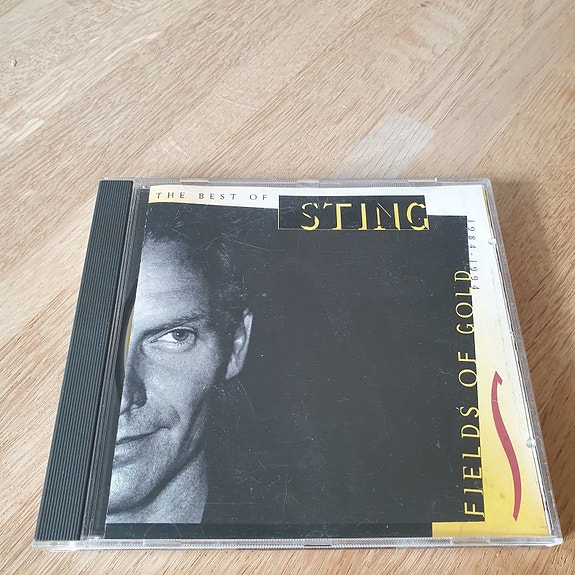 THE BEST OF
STING
1984-1994
FIELDS OF GOLD